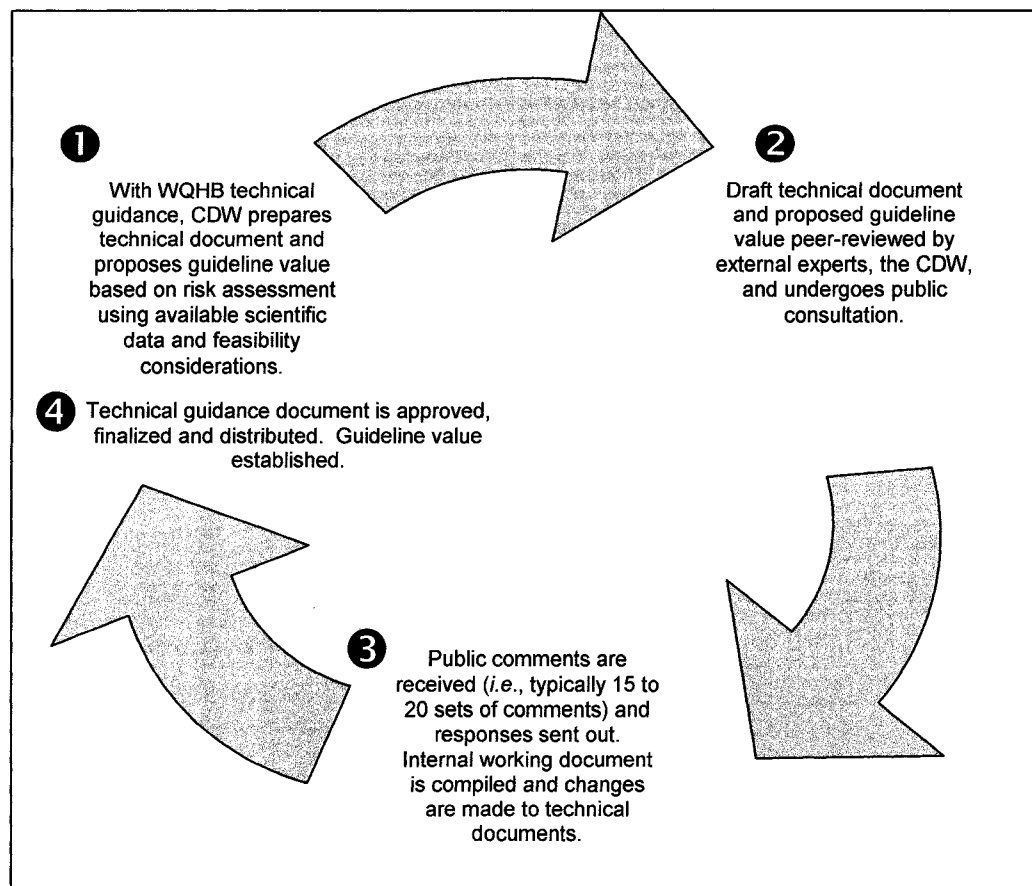 1
With WQHB technical
guidance, CDW prepares
technical document and
proposes guideline value
based on risk assessment
using available scientific
data and feasibility
considerations.
2
Draft technical document
and proposed guideline
value peer-reviewed by
external experts, the CDW,
and undergoes public
consultation.
3
Public comments are
received (i.e., typically 15 to
20 sets of comments) and
responses sent out.
Internal working document
is compiled and changes
are made to technical
documents.
4
Technical guidance document is approved,
finalized and distributed. Guideline value
established.